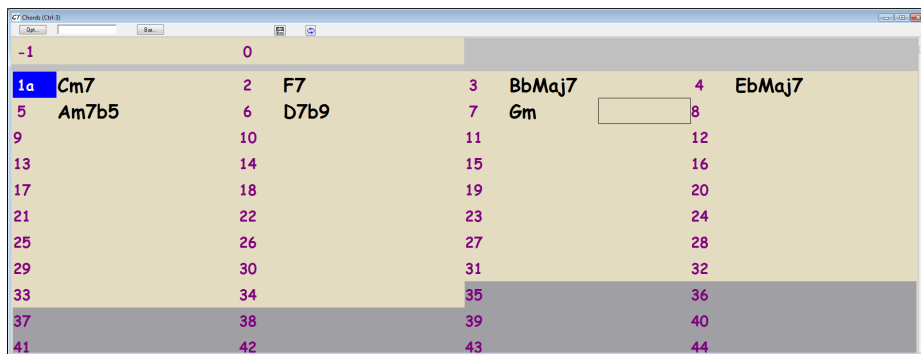 CT Chords (Ctrl-3)
Opt... Bar...
-1 0
1a Cm7 2 F7 3 BbMaj7 4 EbMaj7
5 Am7b5 6 D7b9 7 Gm 8
9 10 11 12
13 14 15 16
17 18 19 20
21 22 23 24
25 26 27 28
29 30 31 32
33 34 35 36
37 38 39 40
41 42 43 44